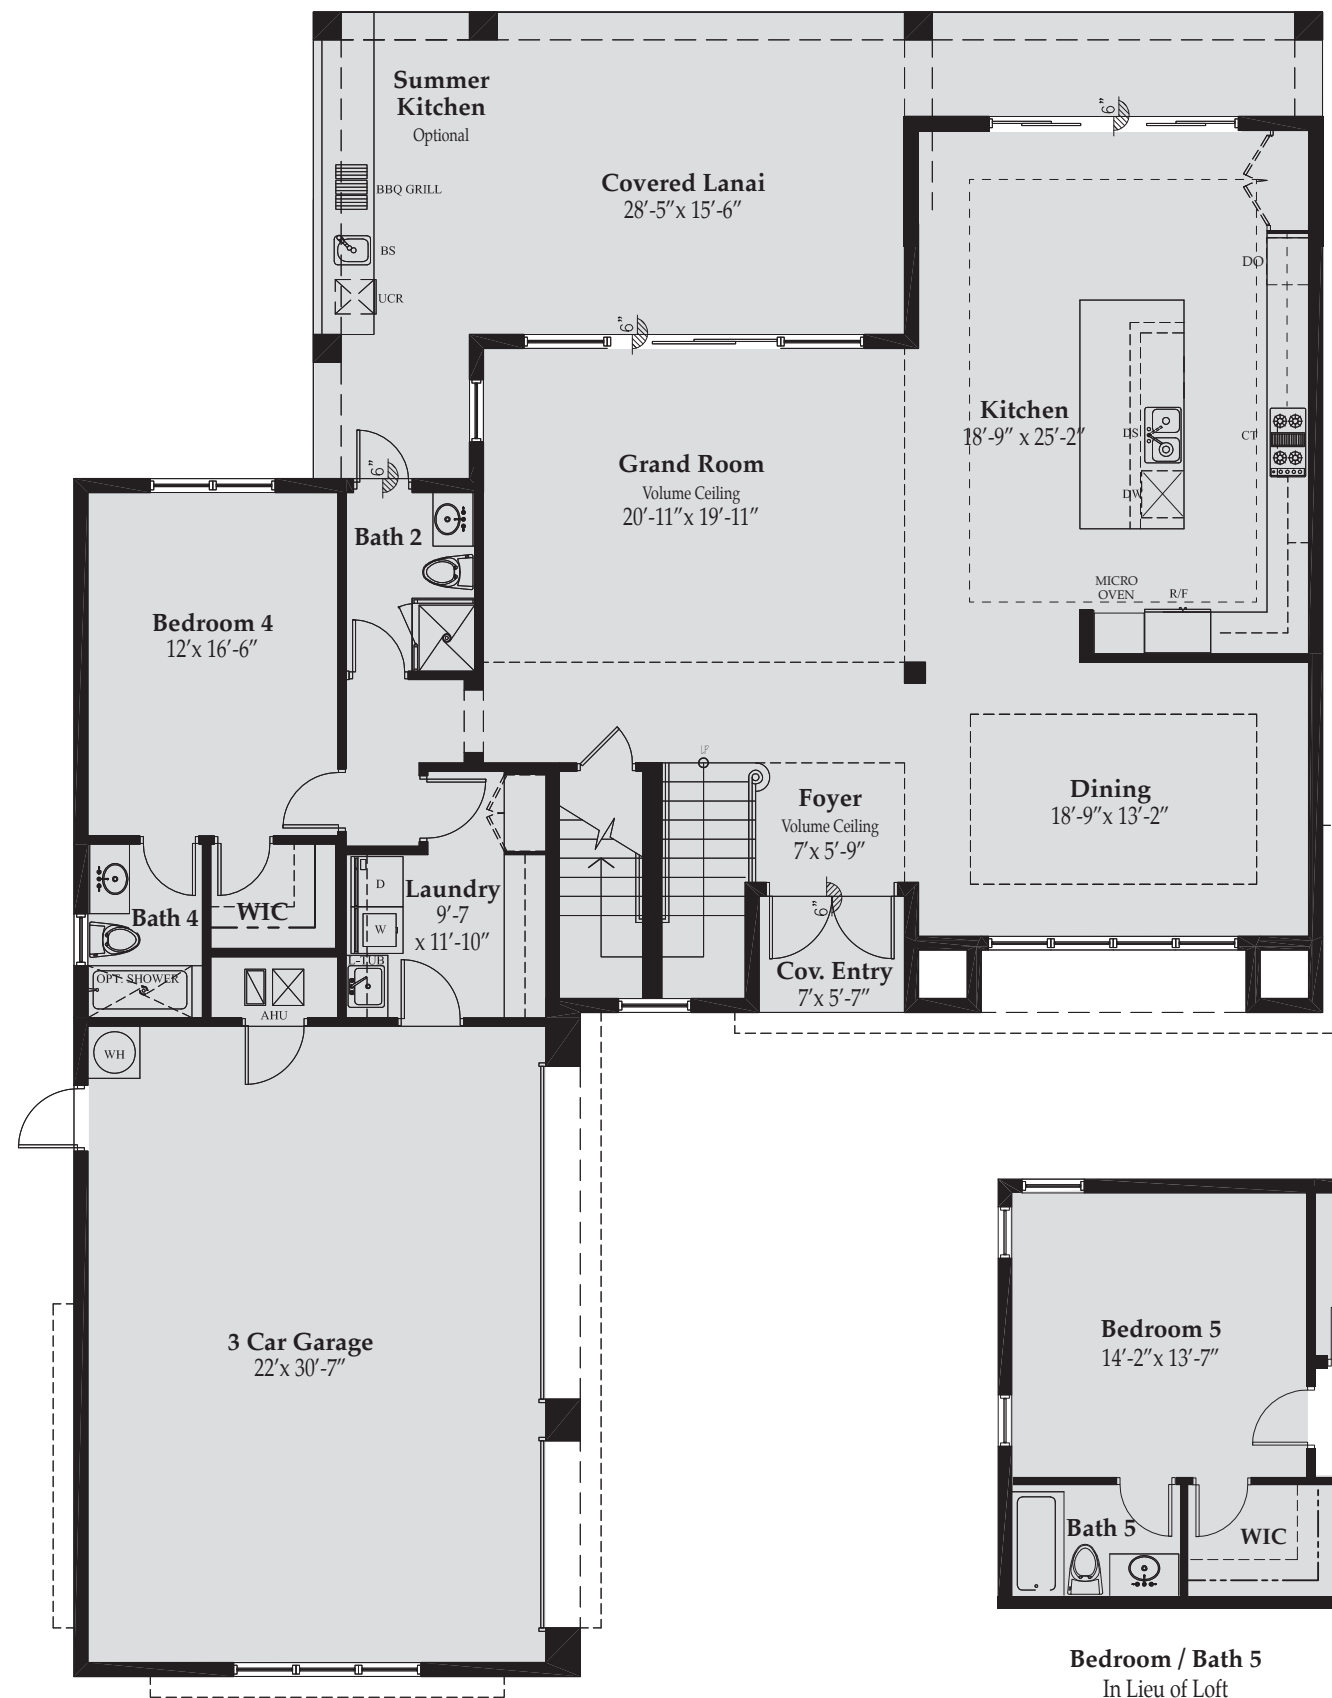 Summer
Kitchen
Optional
6"
BBQ GRILL
Covered Lanai
28'-5" x 15'-6"
BS
UCR
DO
6"
Kitchen
18'-9" x 25'-2"
DS
CT
DW
Grand Room
Volume Ceiling
20'-11" x 19'-11"
6"
Bath 2
MICRO
OVEN
R/F
Bedroom 4
12' x 16'-6"
UP
Foyer
Volume Ceiling
7' x 5'-9"
Dining
18'-9" x 13'-2"
D
Laundry
9'-7
x 11'-10"
W
L-TUB
Bath 4
WIC
6"
Cov. Entry
7' x 5'-7"
OPT. SHOWER
AHU
WH
3 Car Garage
22' x 30'-7"
Bedroom 5
14'-2" x 13'-7"
Bath 5
WIC
Bedroom / Bath 5
In Lieu of Loft